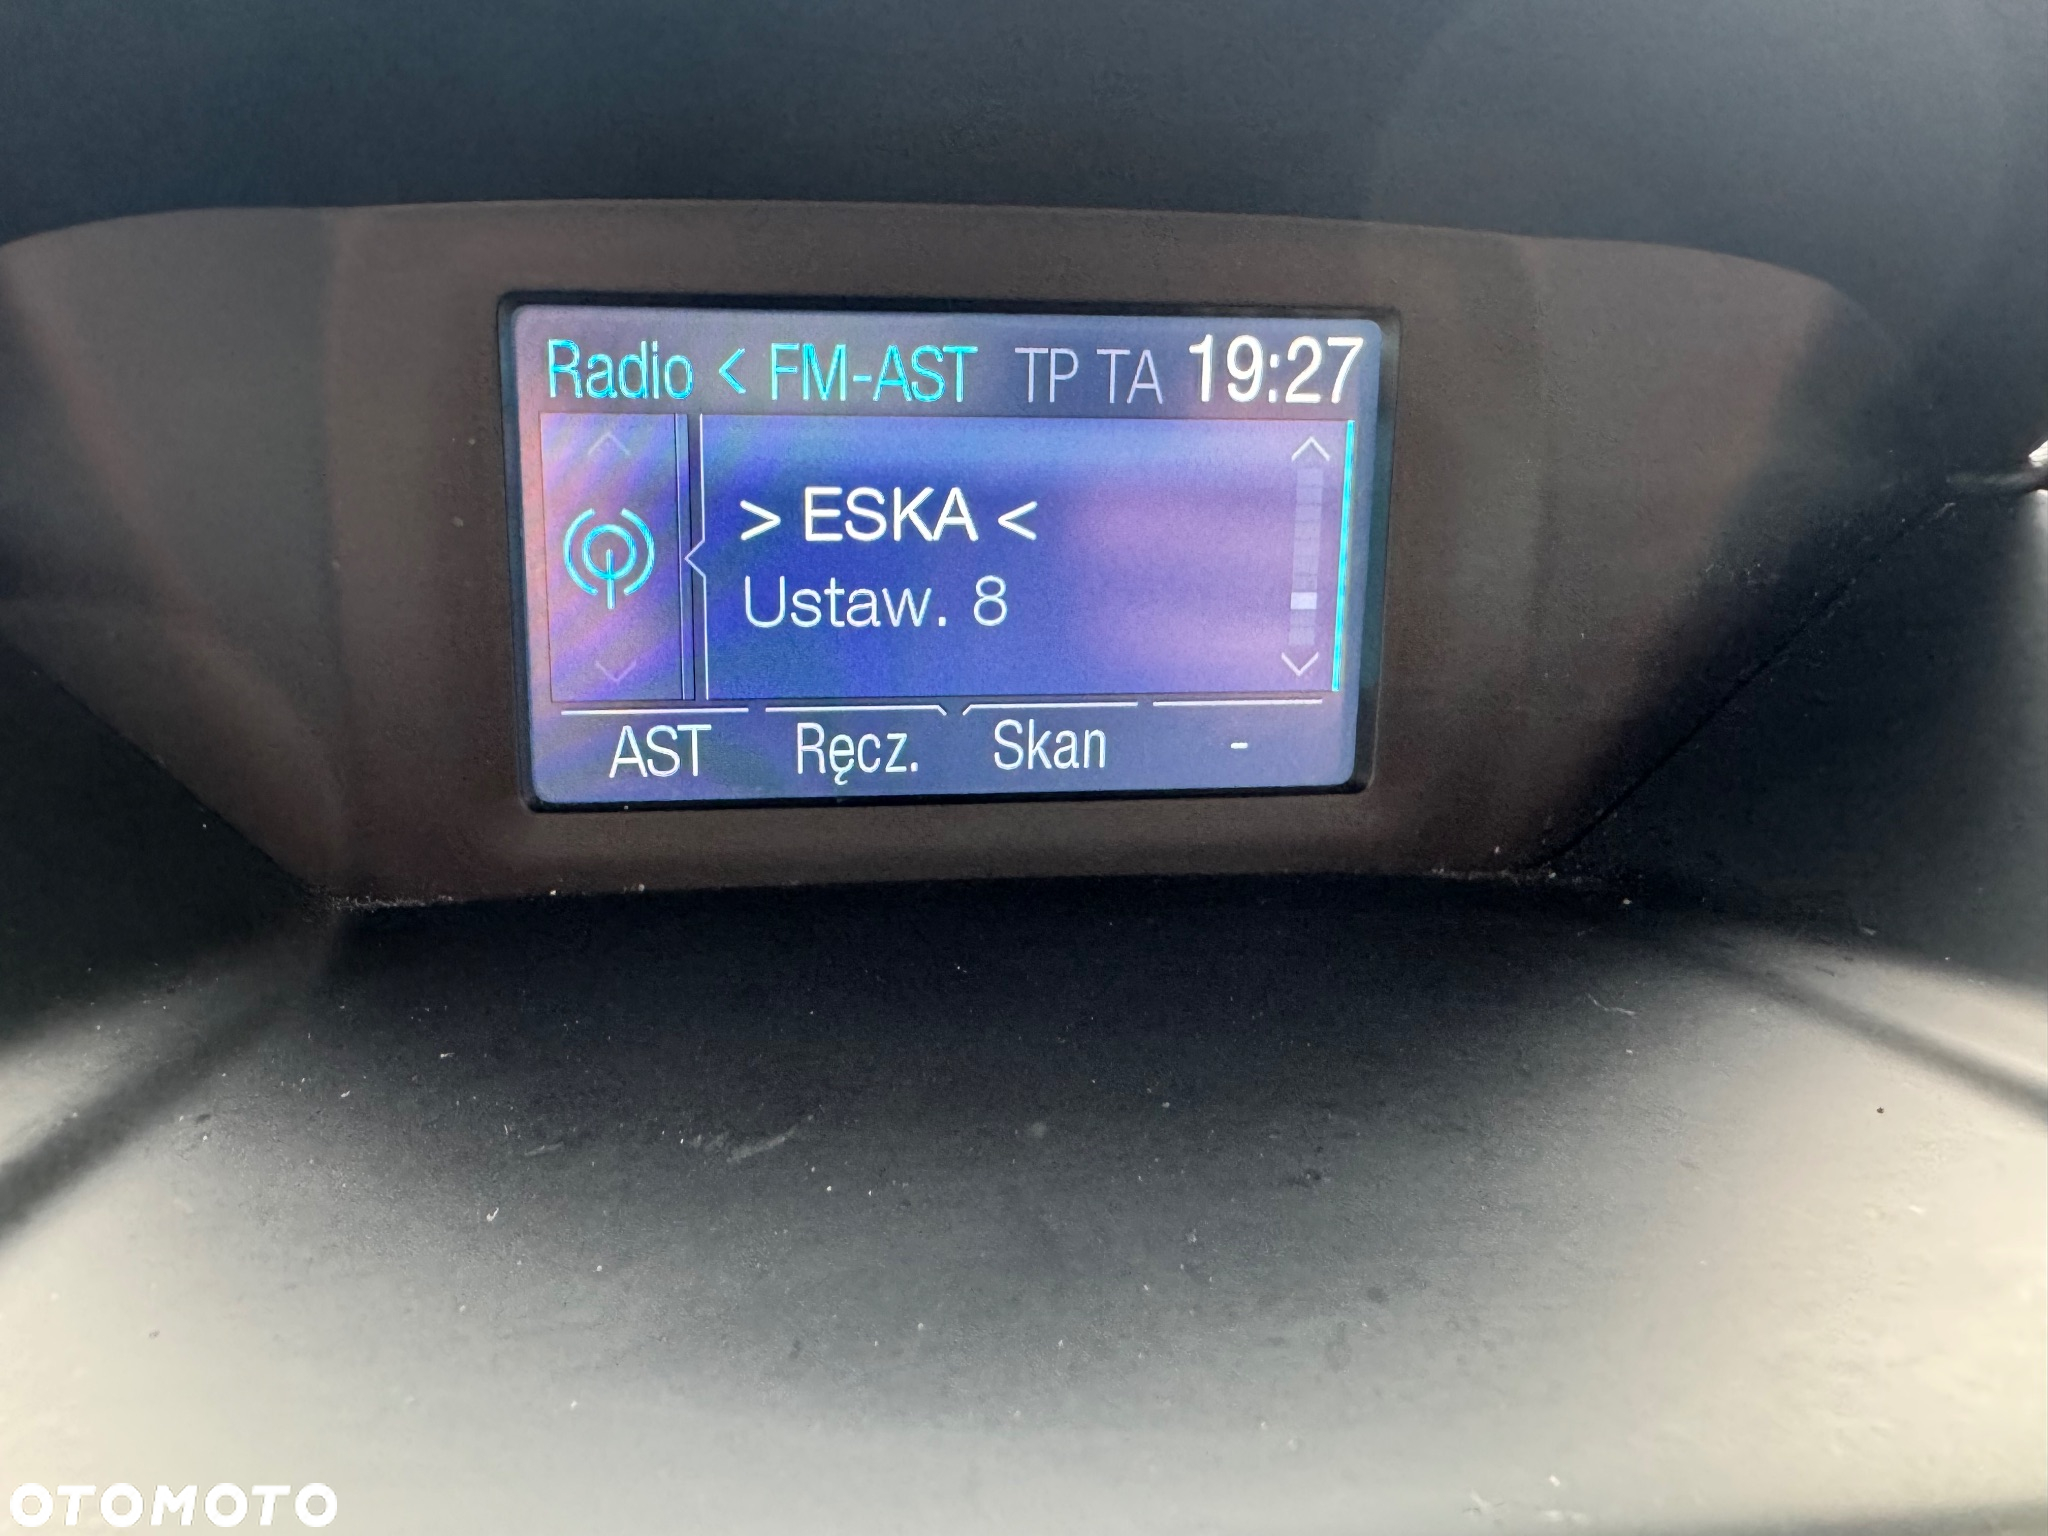 Radio < FM-AST TP TA 19:27
> ESKA <
Ustaw. 8
AST Ręcz. Skan -
OTOMOTO